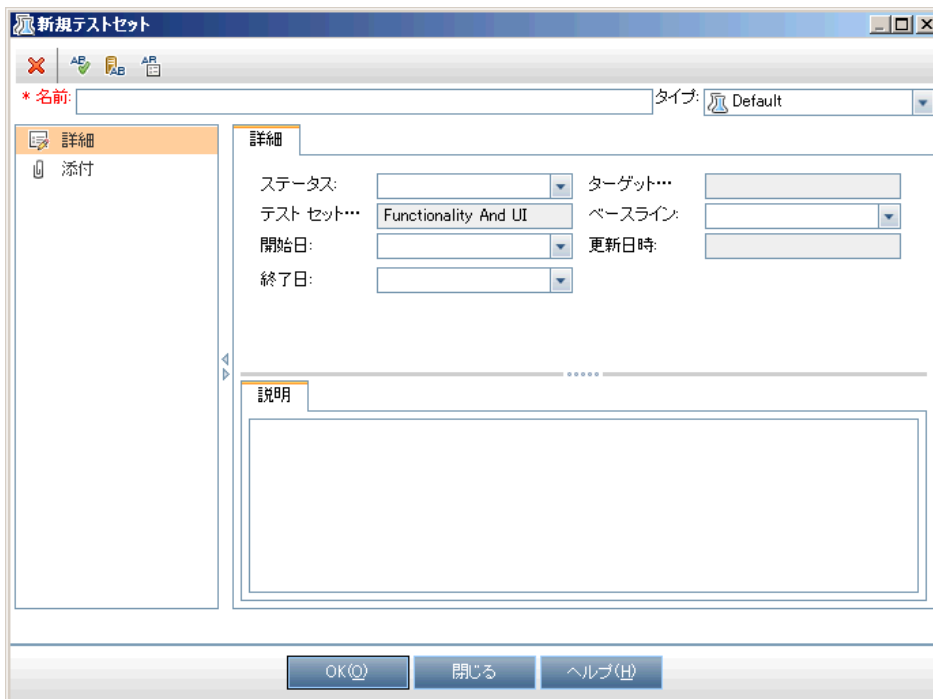 新規テストセット
* 名前:
タイプ: Default
詳細
添付
詳細
ステータス:
ターゲット…
テスト セット… Functionality And UI
ベースライン:
開始日:
更新日時:
終了日:
説明
OK(O) 閉じる ヘルプ(H)